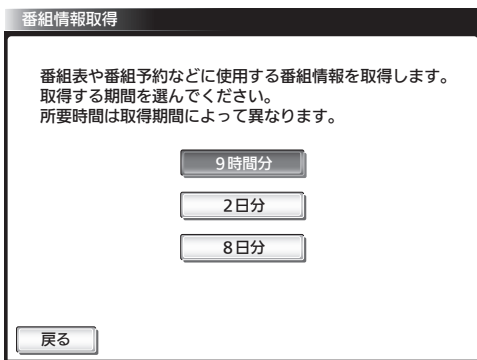 番組情報取得
番組表や番組予約などに使用する番組情報を取得します。
取得する期間を選んでください。
所要時間は取得期間によって異なります。
9時間分
2日分
8日分
戻る